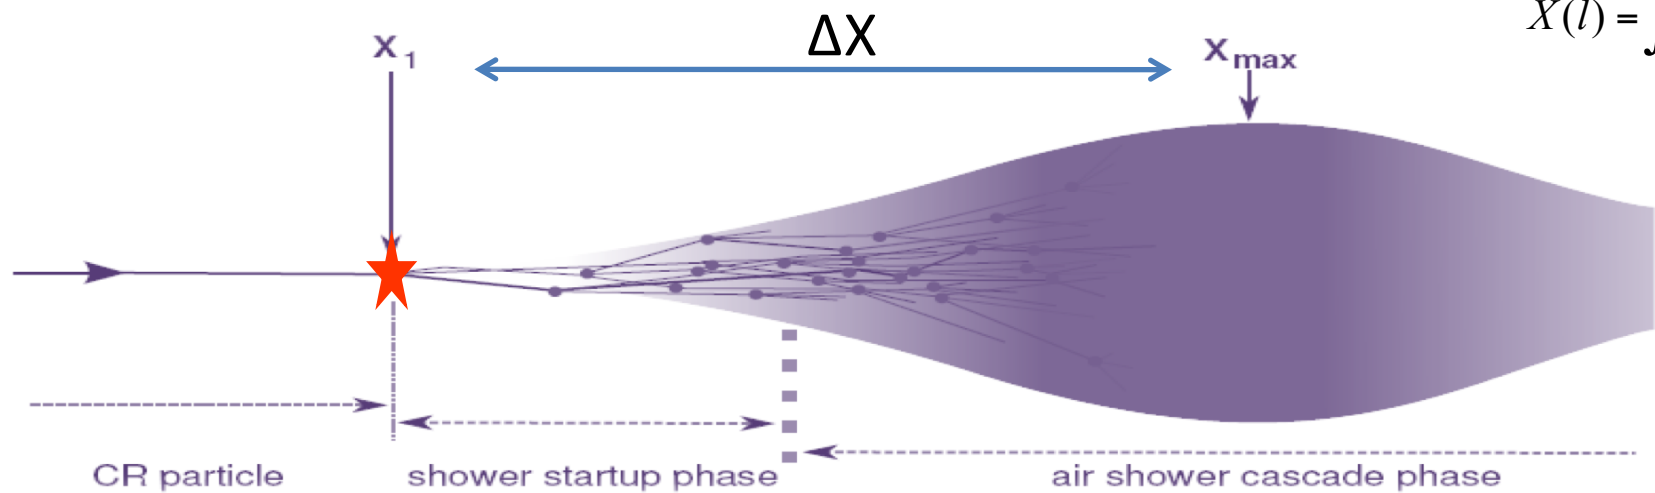 X₁
ΔX
Xmax
X(l) = ∫
CR particle
shower startup phase
air shower cascade phase